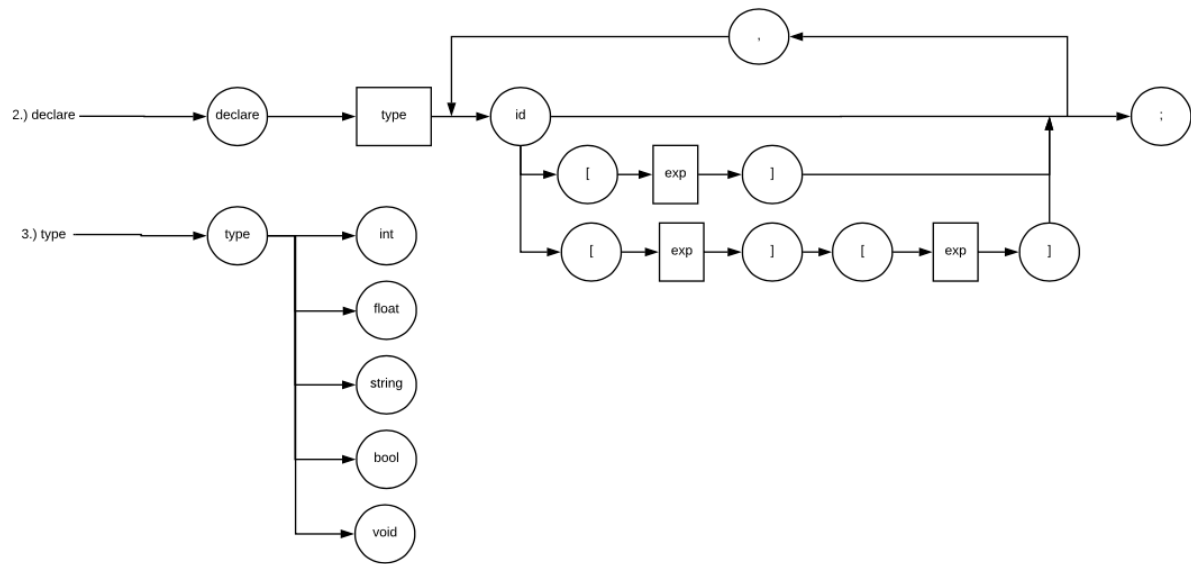 ,
2.) declare declare type id ;
[ exp ]
3.) type type int
[ exp ] [ exp ]
float
string
bool
void